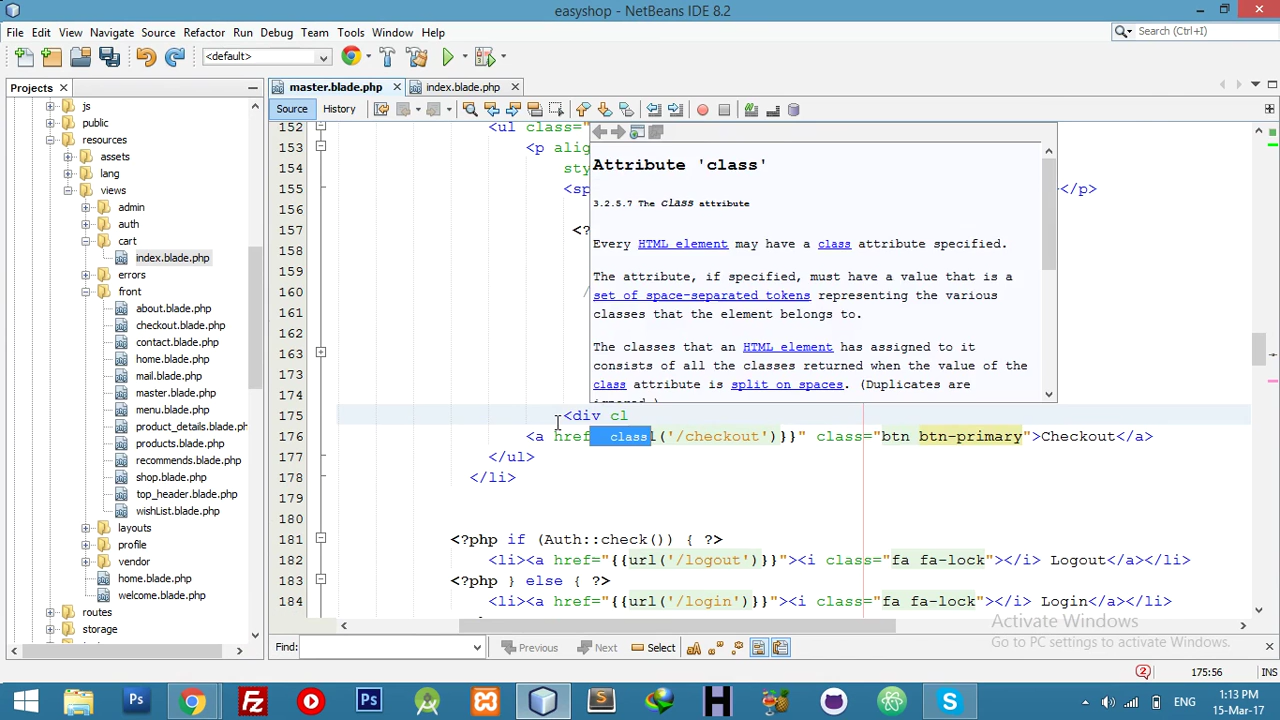 easyshop - NetBeans IDE 8.2
File Edit View Navigate Source Refactor Run Debug Team Tools Window Help
Search (Ctrl+I)
<default>
Projects
master.blade.php
index.blade.php
Source History
js
public
resources
assets
lang
views
admin
auth
cart
index.blade.php
errors
front
about.blade.php
checkout.blade.php
contact.blade.php
home.blade.php
mail.blade.php
master.blade.php
menu.blade.php
product_details.blade.php
products.blade.php
recommends.blade.php
shop.blade.php
top_header.blade.php
wishList.blade.php
layouts
profile
vendor
home.blade.php
welcome.blade.php
routes
storage
152 <ul class="
153 <p alig
154 sty
155 <sp </p>
156
157 <?
158
159
160 /
161
162
163
173
174
175 <div cl
176 <a href l('/checkout')}}" class="btn btn-primary">Checkout</a>
177 </ul>
178 </li>
179
180
181 <?php if (Auth::check()) { ?>
182 <li><a href="{{url('/logout')}}"><i class="fa fa-lock"></i> Logout</a></li>
183 <?php } else { ?>
184 <li><a href="{{url('/login')}}"><i class="fa fa-lock"></i> Login</a></li>
Attribute 'class'
3.2.5.7 The class attribute
Every HTML element may have a class attribute specified.
The attribute, if specified, must have a value that is a
set of space-separated tokens representing the various
classes that the element belongs to.
The classes that an HTML element has assigned to it
consists of all the classes returned when the value of the
class attribute is split on spaces. (Duplicates are
class
Activate Windows
Go to PC settings to activate Windows.
Find: Previous Next Select
2
175:56 INS
Ps
Fz
Ps
S
H
S
ENG
1:13 PM
15-Mar-17